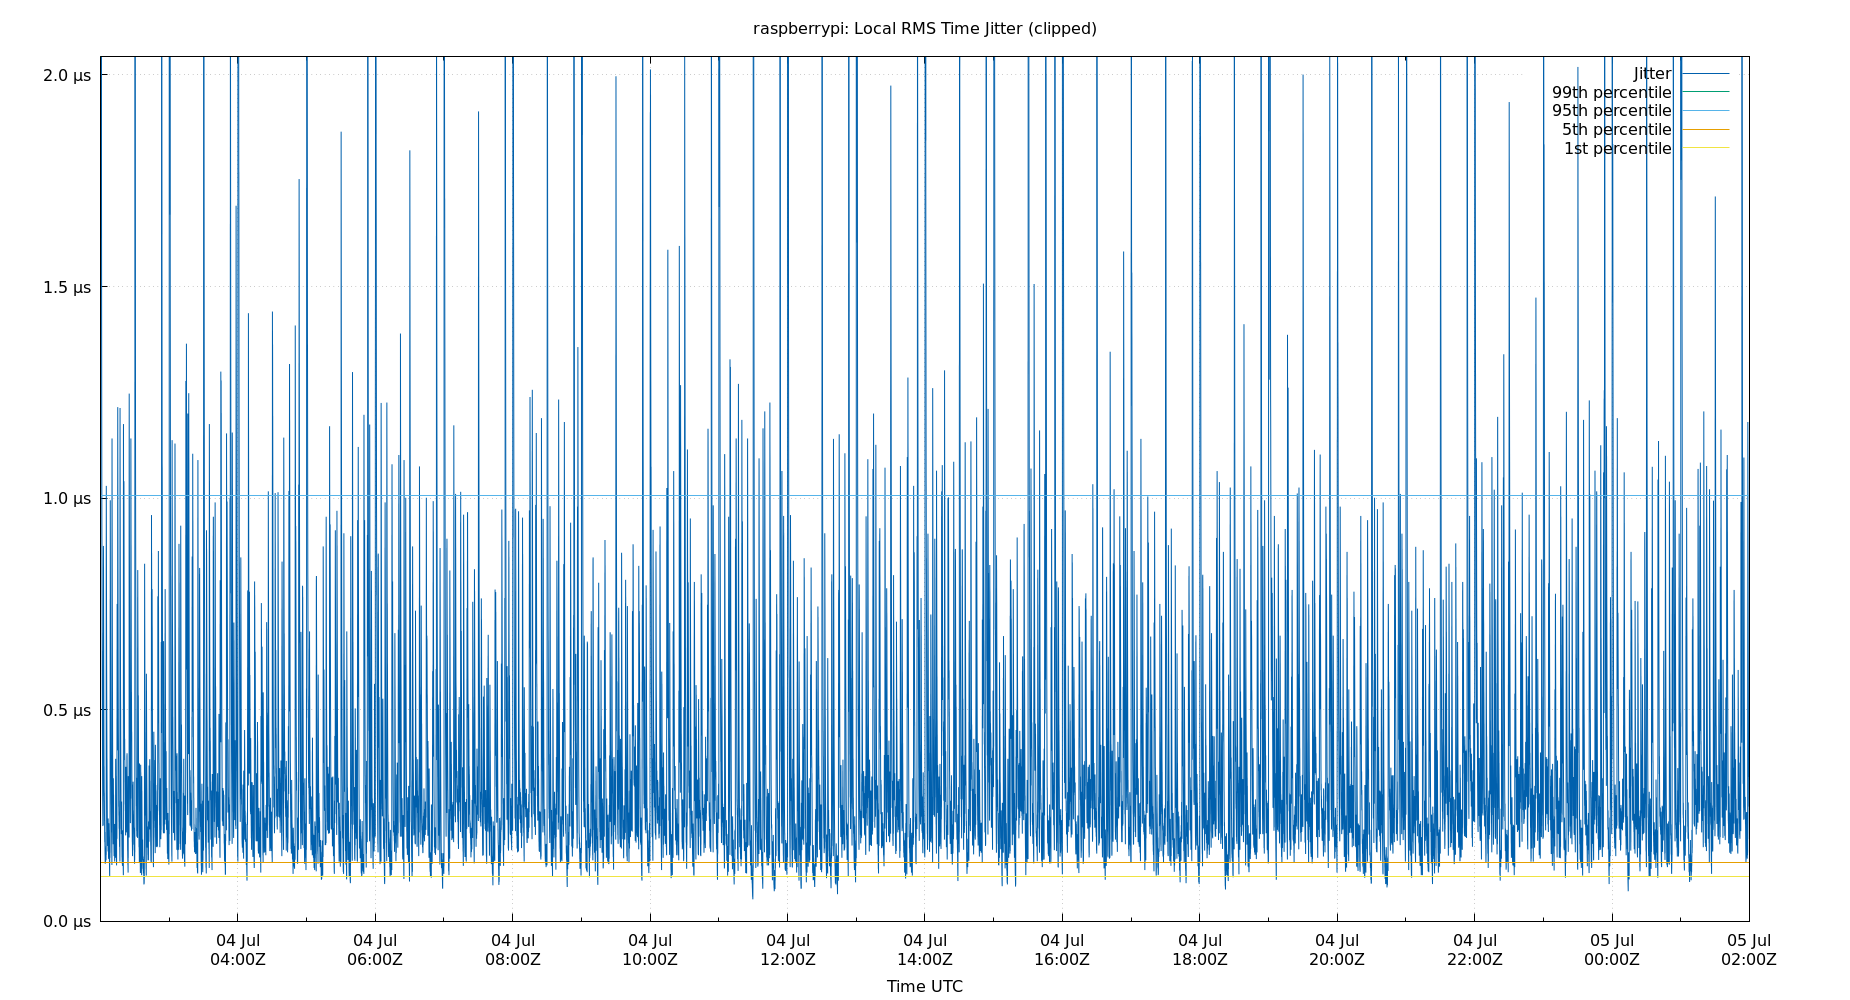 raspberrypi: Local RMS Time Jitter (clipped)
2.0 µs
1.5 µs
1.0 µs
0.5 µs
0.0 µs
Jitter
99th percentile
95th percentile
5th percentile
1st percentile
04 Jul 04 Jul 04 Jul 04 Jul 04 Jul 04 Jul 04 Jul 04 Jul 04 Jul 04 Jul 05 Jul 05 Jul
04:00Z 06:00Z 08:00Z 10:00Z 12:00Z 14:00Z 16:00Z 18:00Z 20:00Z 22:00Z 00:00Z 02:00Z
Time UTC